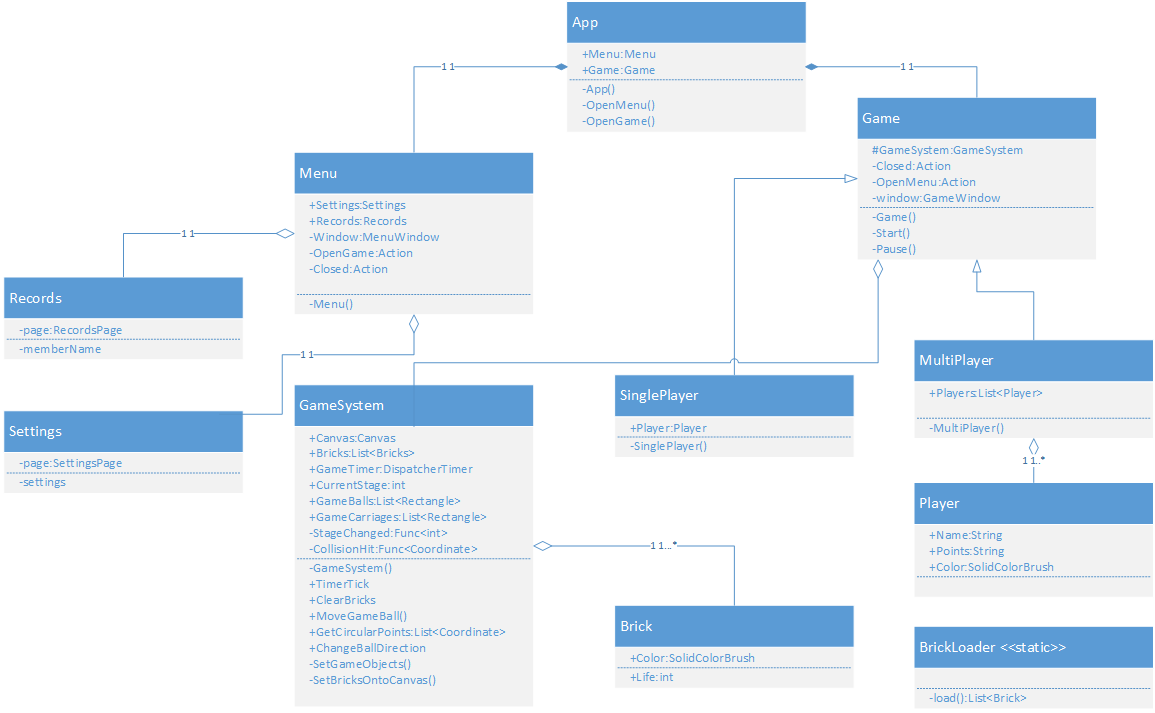 App
+Menu:Menu
+Game:Game
-App()
-OpenMenu()
-OpenGame()
1 1
1 1
Game
#GameSystem:GameSystem
-Closed:Action
-OpenMenu:Action
-window:GameWindow
-Game()
-Start()
-Pause()
Menu
+Settings:Settings
+Records:Records
-Window:MenuWindow
-OpenGame:Action
-Closed:Action
-Menu()
1 1
Records
-page:RecordsPage
-memberName
1 1
Settings
-page:SettingsPage
-settings
GameSystem
+Canvas:Canvas
+Bricks:List<Bricks>
+GameTimer:DispatcherTimer
+CurrentStage:int
+GameBalls:List<Rectangle>
+GameCarriages:List<Rectangle>
-StageChanged:Func<int>
-CollisionHit:Func<Coordinate>
-GameSystem()
+TimerTick
+ClearBricks
+MoveGameBall()
+GetCircularPoints:List<Coordinate>
+ChangeBallDirection
-SetGameObjects()
-SetBricksOntoCanvas()
SinglePlayer
+Player:Player
-SinglePlayer()
MultiPlayer
+Players:List<Player>
-MultiPlayer()
1 1..*
Player
+Name:String
+Points:String
+Color:SolidColorBrush
1 1...*
Brick
+Color:SolidColorBrush
+Life:int
BrickLoader <<static>>
-load():List<Brick>